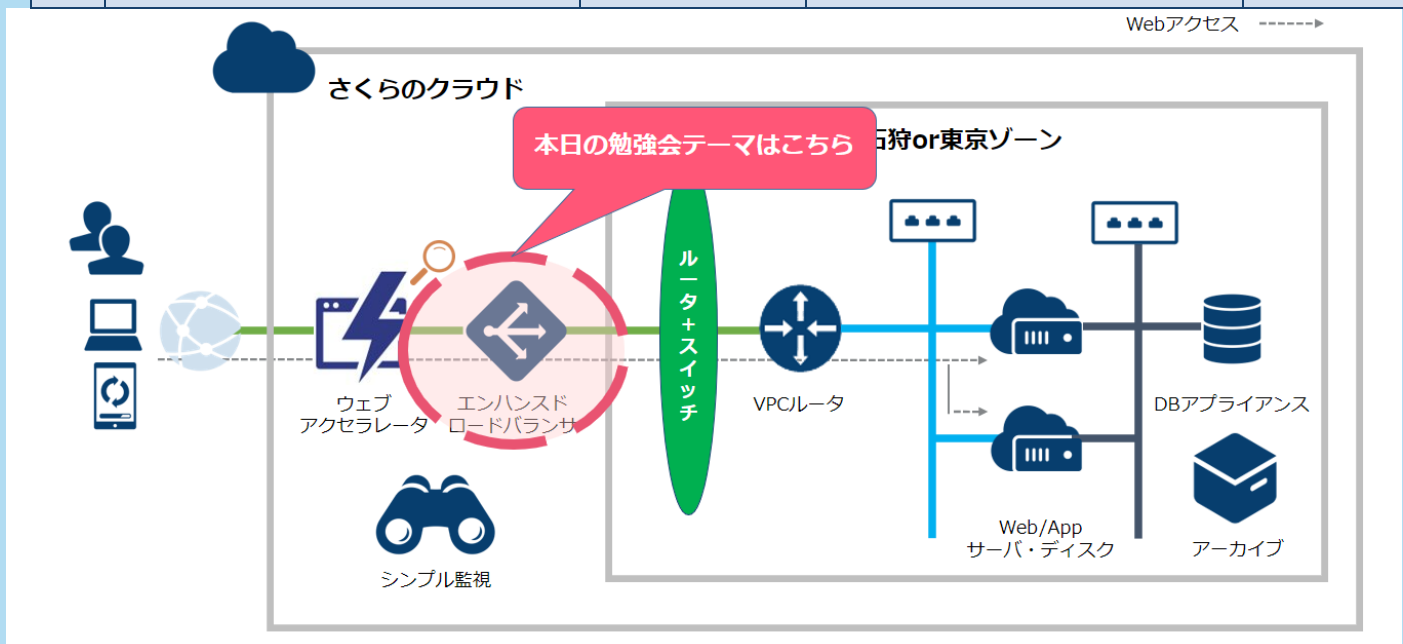 Webアクセス
さくらのクラウド
本日の勉強会テーマはこちら
石狩or東京ゾーン
ルータ+スイッチ
ウェブ
アクセラレータ
エンハンスド
ロードバランサ
VPCルータ
DBアプライアンス
Web/App
サーバ・ディスク
アーカイブ
シンプル監視